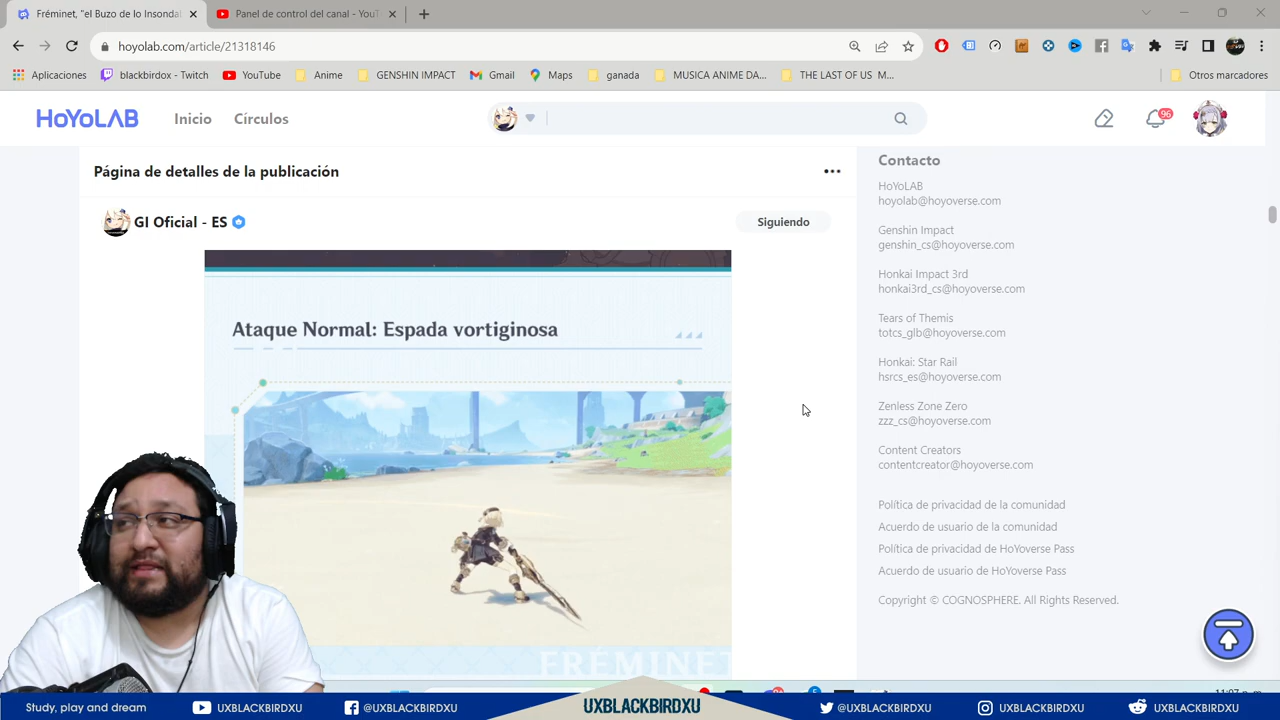 Fréminet, "el Buzo de lo Insondal
Panel de control del canal - YouT
hoyolab.com/article/21318146
Aplicaciones
blackbirdox - Twitch
YouTube
Anime
GENSHIN IMPACT
Gmail
Maps
ganada
MUSICA ANIME DA...
THE LAST OF US M...
Otros marcadores
HoYoLAB
Inicio
Círculos
96
Página de detalles de la publicación
GI Oficial - ES
Siguiendo
Ataque Normal: Espada vortiginosa
FRÉMINET
Contacto
HoYoLAB
hoyolab@hoyoverse.com
Genshin Impact
genshin_cs@hoyoverse.com
Honkai Impact 3rd
honkai3rd_cs@hoyoverse.com
Tears of Themis
totcs_glb@hoyoverse.com
Honkai: Star Rail
hsrcs_es@hoyoverse.com
Zenless Zone Zero
zzz_cs@hoyoverse.com
Content Creators
contentcreator@hoyoverse.com
Política de privacidad de la comunidad
Acuerdo de usuario de la comunidad
Política de privacidad de HoYoverse Pass
Acuerdo de usuario de HoYoverse Pass
Copyright © COGNOSPHERE. All Rights Reserved.
Study, play and dream
UXBLACKBIRDXU
@UXBLACKBIRDXU
UXBLACKBIRDXU
@UXBLACKBIRDXU
UXBLACKBIRDXU
UXBLACKBIRDXU